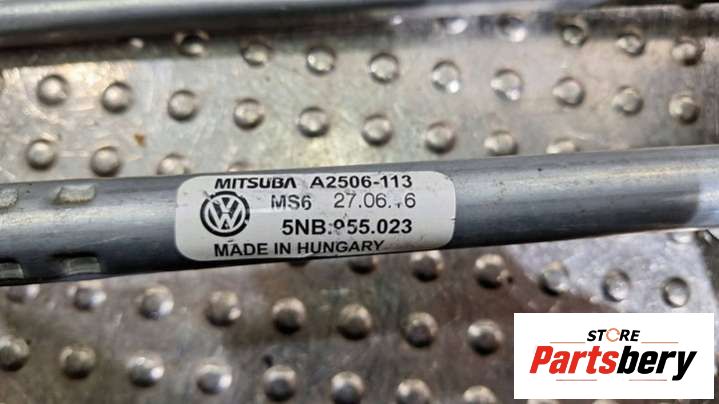 MITSUBA A2506-113
MS6
5NB.955.023
MADE IN HUNGARY
STORE
Partsbery